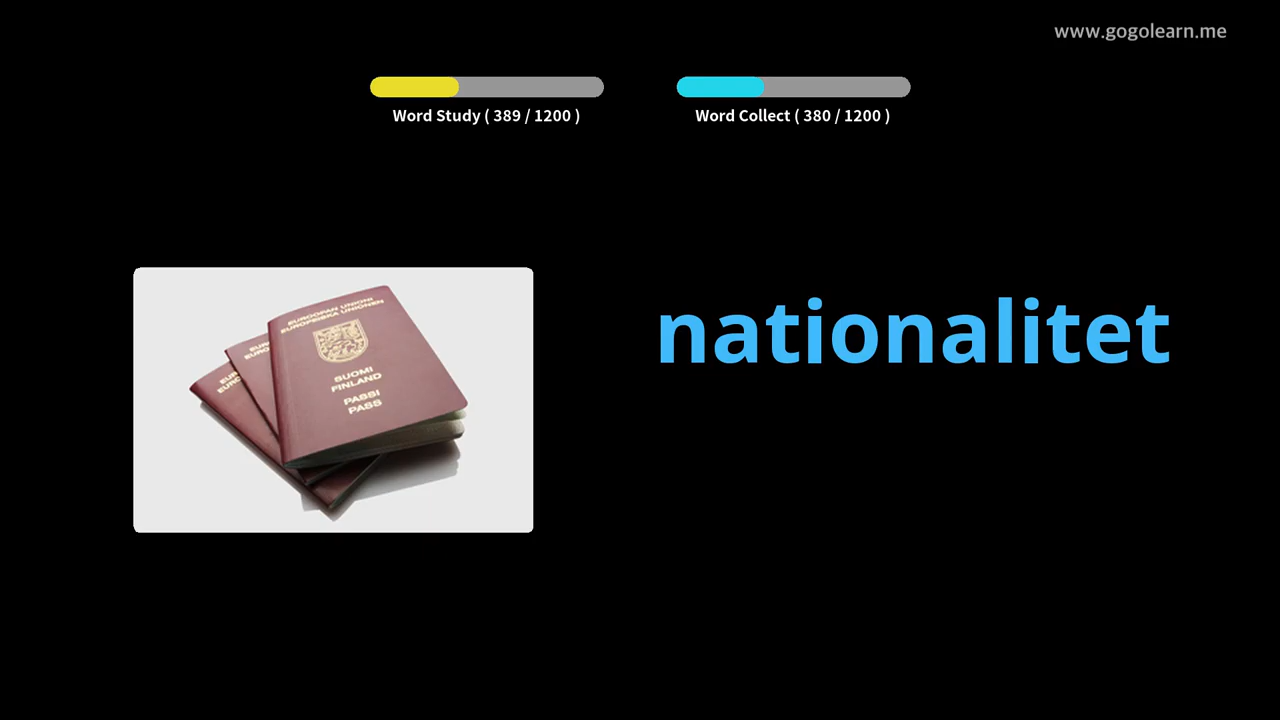 www.gogolearn.me
Word Study ( 389 / 1200 )
Word Collect ( 380 / 1200 )
nationalitet
EUROOPAN UNIONI
EUROPEISKA UNIONEN
SUOMI
FINLAND
PASSI
PASS